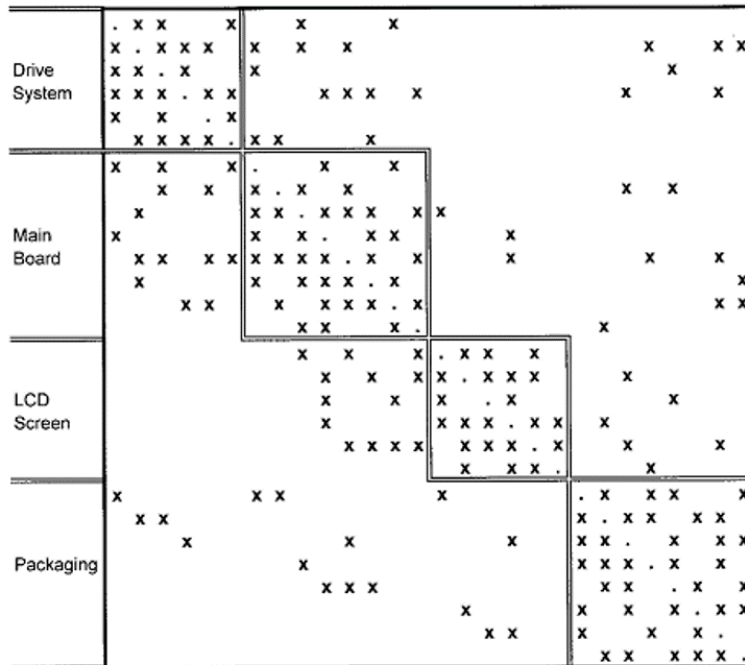 . x x x x x
x . x x x x x x x x x
Drive x x . x x x
System x x x . x x x x x x x x
x x . x
x x x x x . x x x
x x x . x x
x x x . x x x x
x x x . x x x x x
Main x x x . x x x
Board x x x x x x x x . x x x x x
x x x x x . x x
x x x x x x . x x x
x x x . x
x x x . x x x
x x x x . x x x x
LCD x x x . x x
Screen x x x x . x x x
x x x x x x x . x x x
x x x . x
x x x x . x x x x
x x x . x x x x
x x x x x . x x x
Packaging x x x x . x x
x x x x x . x x
x x x x . x x
x x x x x .
x x x x x .